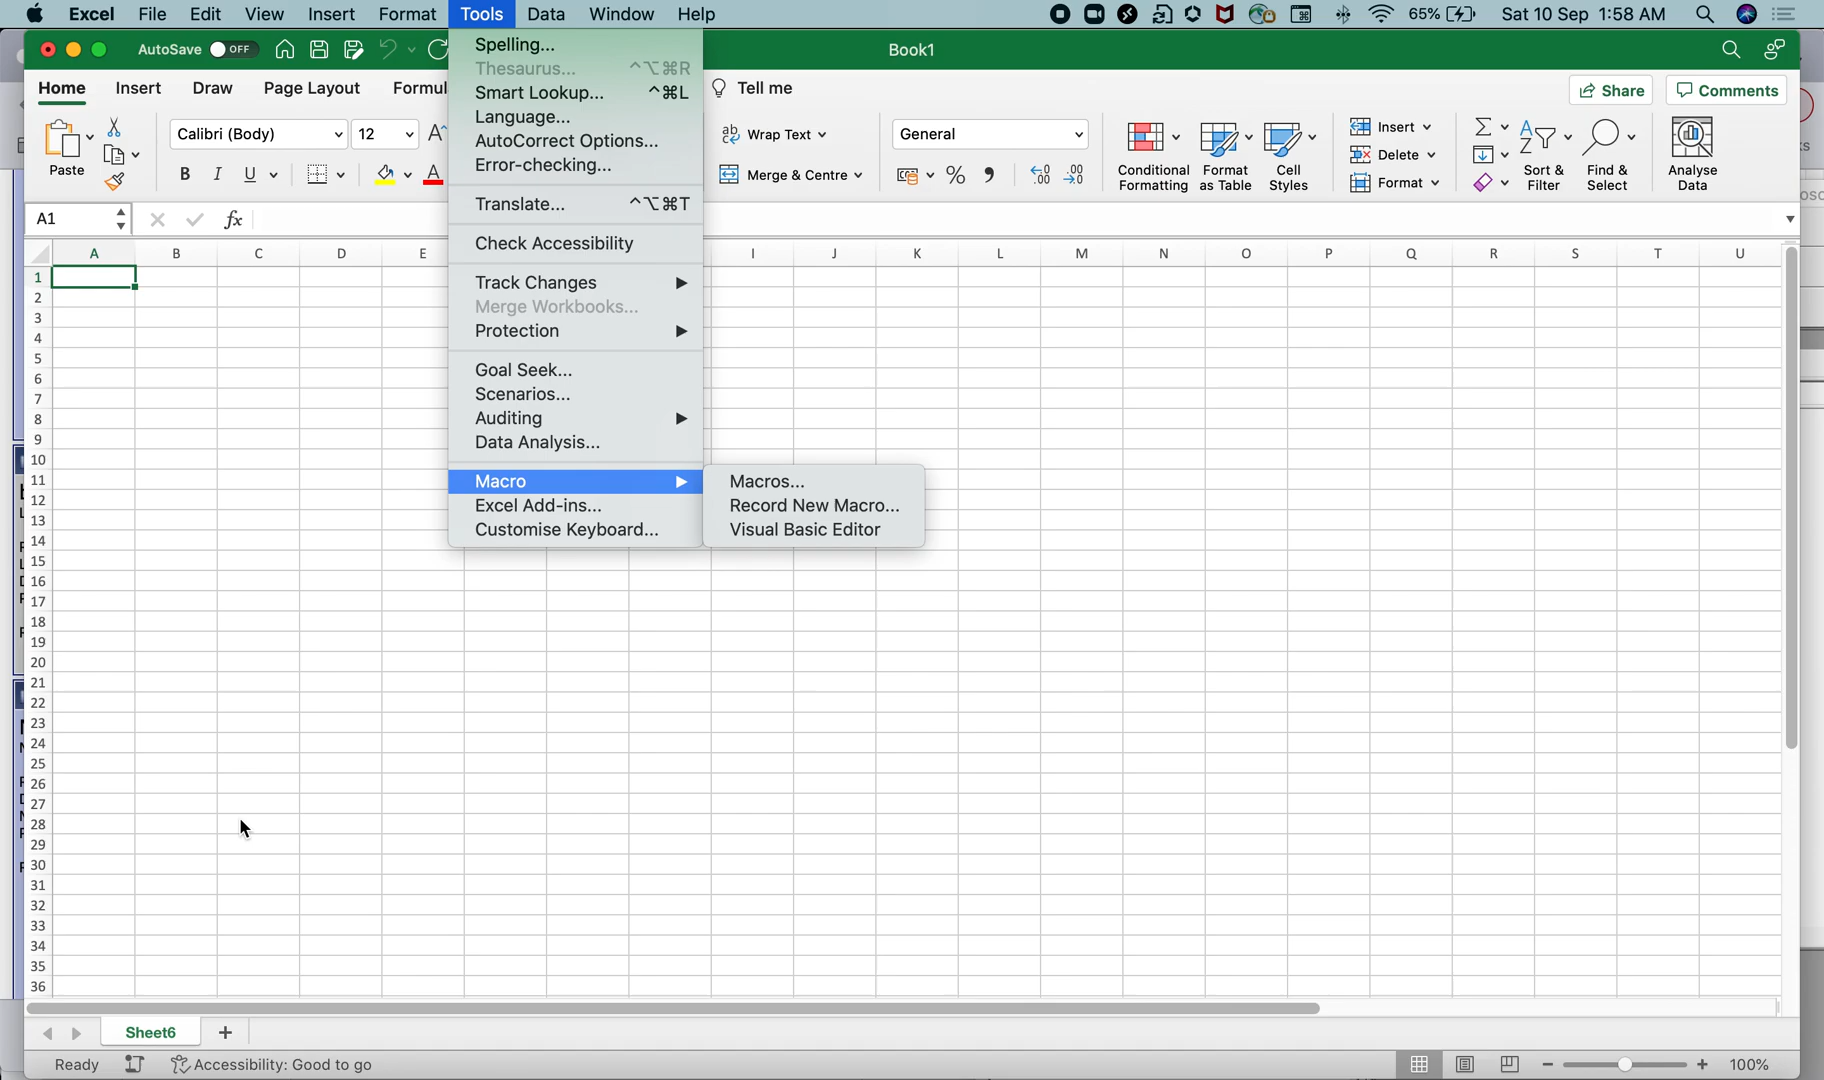 Excel File Edit View Insert Format Tools Data Window Help 65% Sat 10 Sep 1:58 AM
AutoSave OFF Book1
Home Insert Draw Page Layout Formul Tell me Share Comments
Paste Calibri (Body) 12 A Wrap Text General Conditional Formatting Format as Table Cell Styles Insert Sort & Filter Find & Select Analyse Data
B I U A Merge & Centre % Delete
Format
A1 fx
Spelling...
Thesaurus... ^⌥⌘R
Smart Lookup... ^⌘L
Language...
AutoCorrect Options...
Error-checking...
Translate... ^⌥⌘T
Check Accessibility
Track Changes
Merge Workbooks...
Protection
Goal Seek...
Scenarios...
Auditing
Data Analysis...
Macro
Excel Add-ins...
Customise Keyboard...
Macros...
Record New Macro...
Visual Basic Editor
A B C D E I J K L M N O P Q R S T U
1
2
3
4
5
6
7
8
9
10
11
12
13
14
15
16
17
18
19
20
21
22
23
24
25
26
27
28
29
30
31
32
33
34
35
36
Sheet6 +
Ready Accessibility: Good to go 100%